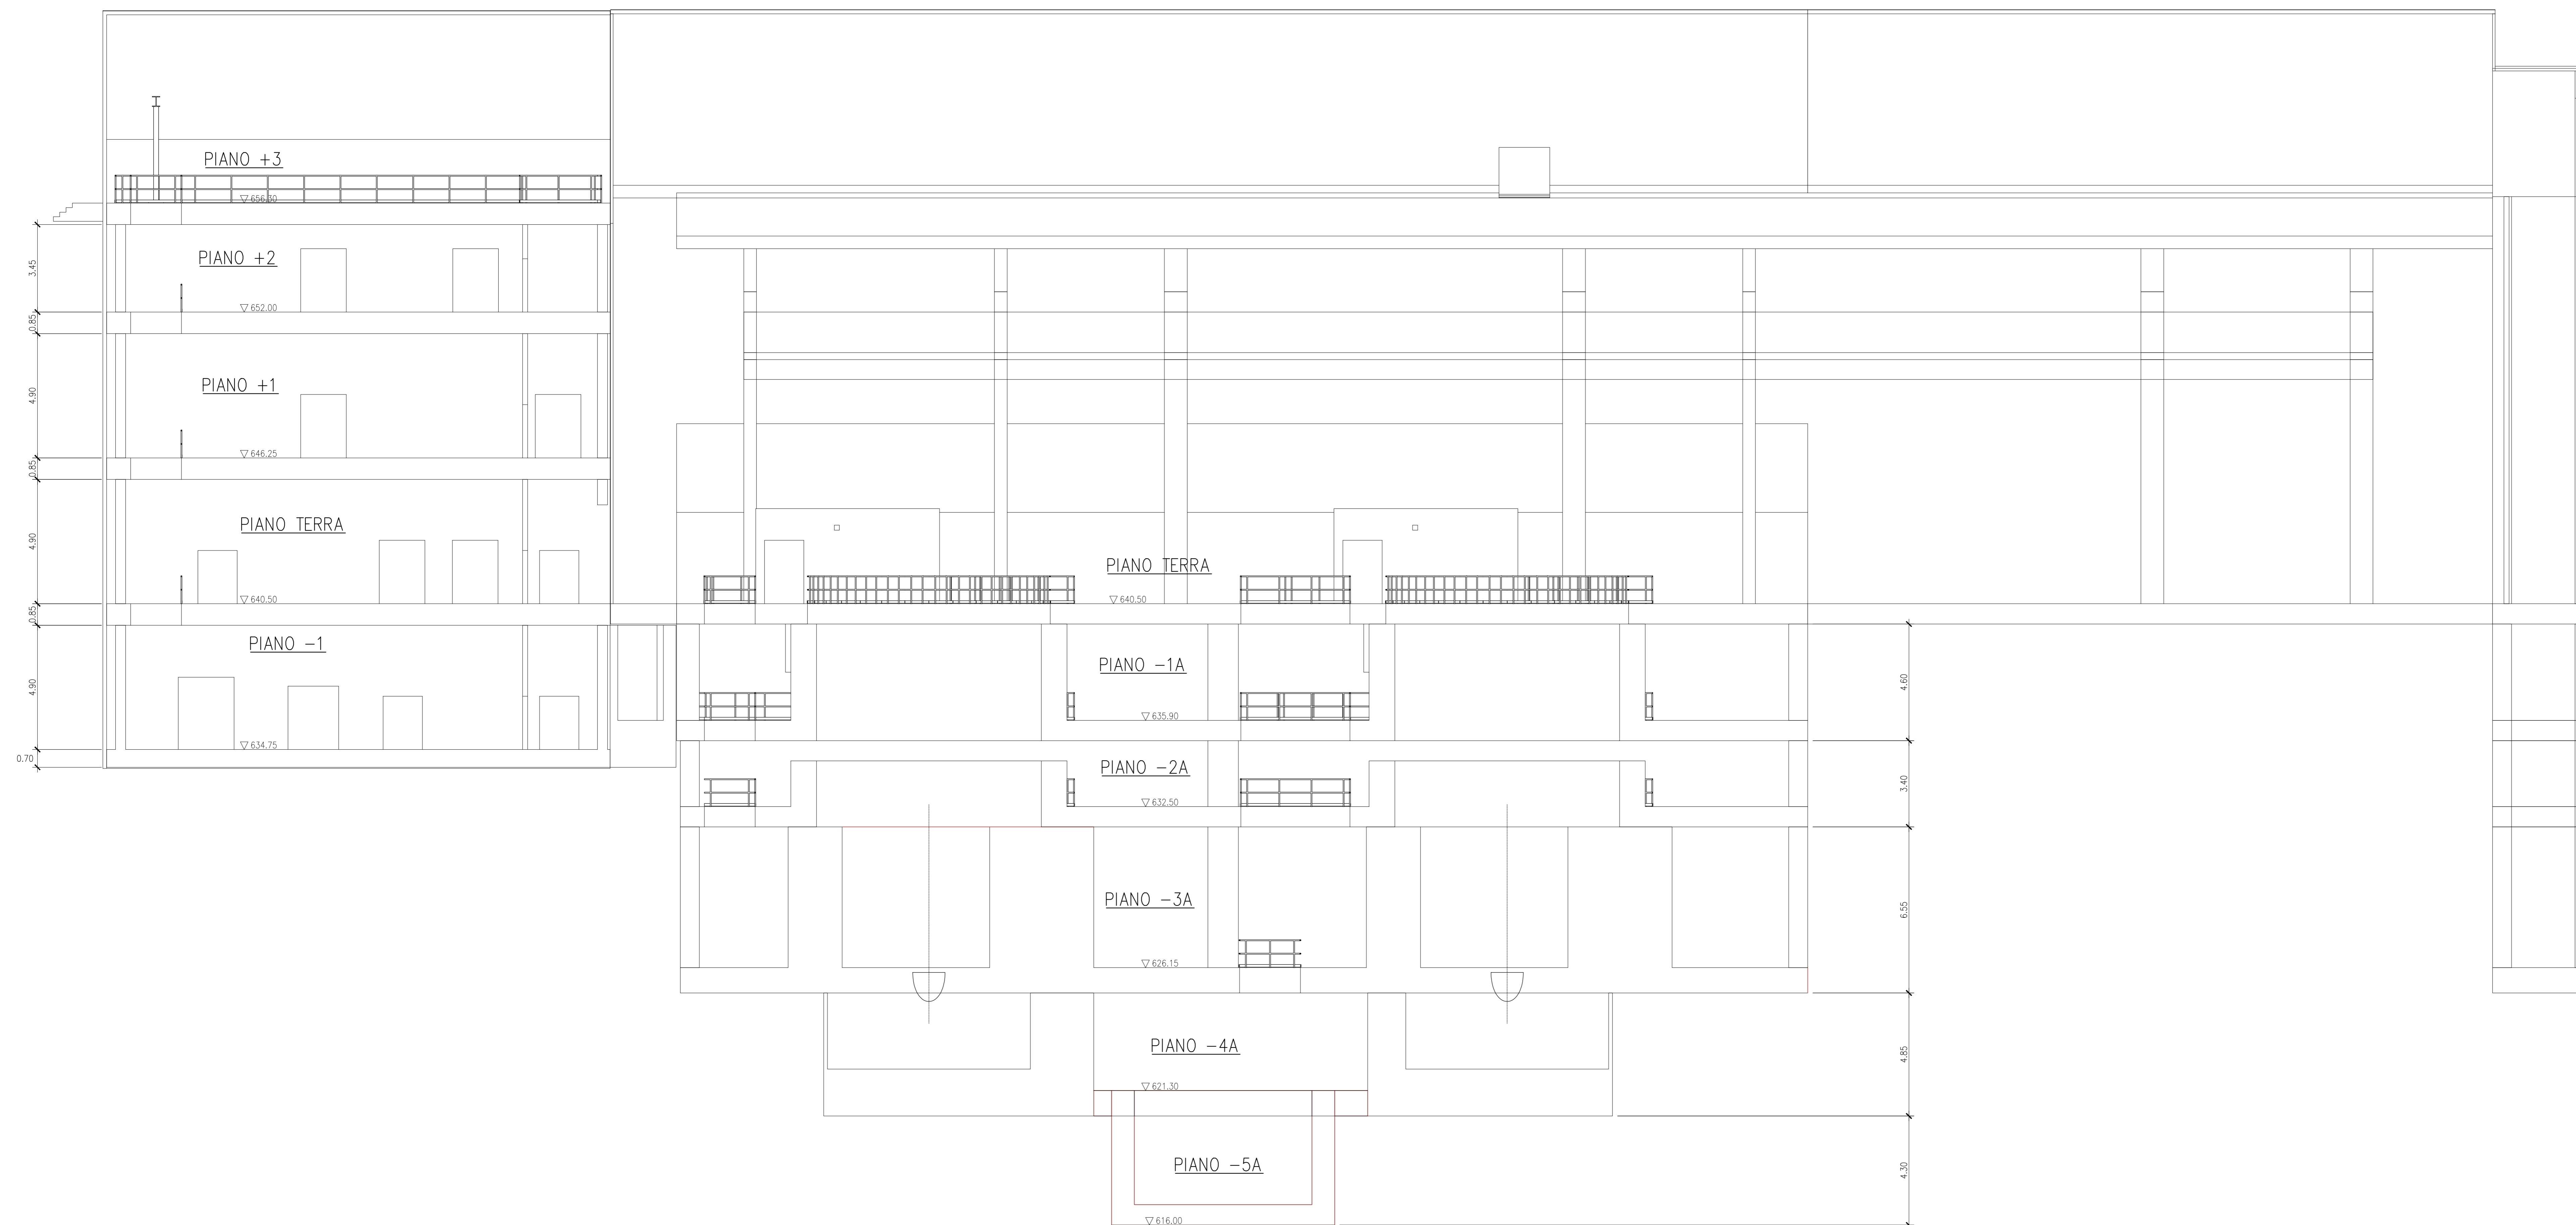 PIANO +3
656.30
3.45
PIANO +2
652.00
0.85
4.90
PIANO +1
646.25
0.85
4.90
PIANO TERRA
640.50
0.85
PIANO -1
4.90
634.75
0.70
PIANO TERRA
640.50
PIANO -1A
4.60
635.90
PIANO -2A
3.40
632.50
PIANO -3A
6.55
626.15
PIANO -4A
4.85
621.30
PIANO -5A
4.30
616.00